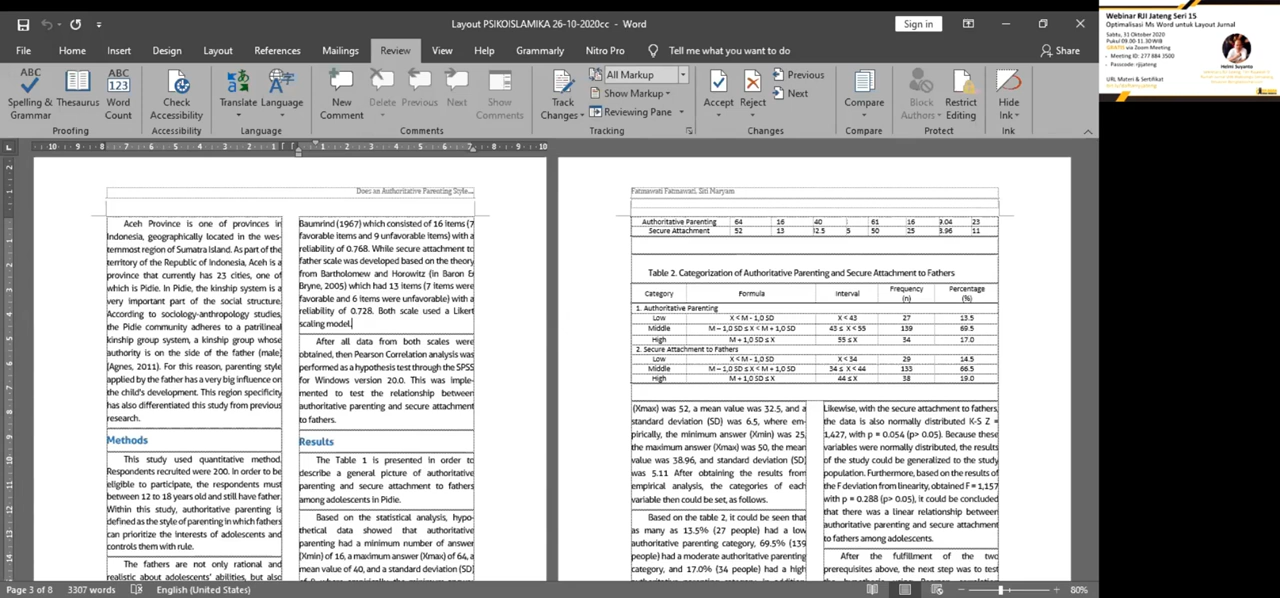 Layout PSIKOISLAMIKA 26-10-2020cc - Word
Sign in
File Home Insert Design Layout References Mailings Review View Help Grammarly Nitro Pro Tell me what you want to do Share
Spelling & Grammar
Thesaurus
Word Count
Check Accessibility
Translate
Language
New Comment
Delete
Previous
Next
Show Comments
Track Changes
All Markup
Show Markup
Reviewing Pane
Accept
Reject
Previous
Next
Compare
Block Authors
Restrict Editing
Hide Ink
Proofing Accessibility Language Comments Tracking Changes Compare Protect Ink
Does an Authoritative Parenting Style...
Aceh Province is one of provinces in
Indonesia, geographically located in the wes-
ternmost region of Sumatra Island. As part of the
territory of the Republic of Indonesia, Aceh is a
province that currently has 23 cities, one of
which is Pidie. In Pidie, the kinship system is a
very important part of the social structure.
According to sociology-anthropology studies,
the Pidie community adheres to a patrilineal
kinship group system, a kinship group whose
authority is on the side of the father (male)
(Agnes, 2011). For this reason, parenting style
applied by the father has a very big influence on
the child's development. This region specificity
has also differentiated this study from previous
research.
Methods
This study used quantitative method.
Respondents recruited were 200. In order to be
eligible to participate, the respondents must
between 12 to 18 years old and still have father.
Within this study, authoritative parenting is
defined as the style of parenting in which fathers
can prioritize the interests of adolescents and
controls them with rule.
The fathers are not only rational and
realistic about adolescents' abilities, but also
Baumrind (1967) which consisted of 16 items (7
favorable items and 9 unfavorable items) with a
reliability of 0.768. While secure attachment to
father scale was developed based on the theory
from Bartholomew and Horowitz (in Baron &
Bryne, 2005) which had 13 items (7 items were
favorable and 6 items were unfavorable) with a
reliability of 0.728. Both scale used a Likert
scaling model.
After all data from both scales were
obtained, then Pearson Correlation analysis was
performed as a hypothesis test through the SPSS
for Windows version 20.0. This was imple-
mented to test the relationship between
authoritative parenting and secure attachment
to fathers.
Results
The Table 1 is presented in order to
describe a general picture of authoritative
parenting and secure attachment to fathers
among adolescents in Pidie.
Based on the statistical analysis, hypo-
thetical data showed that authoritative
parenting had a minimum number of answer
(Xmin) of 16, a maximum answer (Xmax) of 64, a
mean value of 40, and a standard deviation (SD)
Fatmawati Fatmawati, Siti Maryam
Authoritative Parenting 64 16 40 61 16 9.04 23
Secure Attachment 52 13 32.5 5 50 25 3.96 11
Table 2. Categorization of Authoritative Parenting and Secure Attachment to Fathers
Category Formula Interval Frequency (n) Percentage (%)
1. Authoritative Parenting
Low X < M - 1,0 SD X < 43 27 13.5
Middle M – 1,0 SD ≤ X < M + 1,0 SD 43 ≤ X < 55 139 69.5
High M + 1,0 SD ≤ X 55 ≤ X 34 17.0
2. Secure Attachment to Fathers
Low X < M - 1,0 SD X < 34 29 14.5
Middle M – 1,0 SD ≤ X < M + 1,0 SD 34 ≤ X < 44 133 66.5
High M + 1,0 SD ≤ X 44 ≤ X 38 19.0
(Xmax) was 52, a mean value was 32.5, and a
standard deviation (SD) was 6.5, where em-
pirically, the minimum answer (Xmin) was 25,
the maximum answer (Xmax) was 50, the mean
value was 38.96, and standard deviation (SD)
was 5.11 After obtaining the results from
empirical analysis, the categories of each
variable then could be set, as follows.
Based on the table 2, it could be seen that
as many as 13.5% (27 people) had a low
authoritative parenting category, 69.5% (139
people) had a moderate authoritative parenting
category, and 17.0% (34 people) had a high
Likewise, with the secure attachment to fathers,
the data is also normally distributed K-S Z =
1,427, with p = 0.054 (p> 0.05). Because these
variables were normally distributed, the results
of the study could be generalized to the study
population. Furthermore, based on the results of
the F deviation from linearity, obtained F = 1,157
with p = 0.288 (p> 0.05), it could be concluded
that there was a linear relationship between
authoritative parenting and secure attachment
to fathers among adolescents.
After the fulfillment of the two
prerequisites above, the next step was to test
Page 3 of 8 3307 words English (United States) 80%
Webinar RJI Jateng Seri 15
Optimalisasi Ms Word untuk Layout Jurnal
Sabtu, 31 Oktober 2020
Pukul 09.00-11.30 WIB
GRATIS via Zoom Meeting
- Meeting ID: 277 884 3500
- Passcode: rjijateng
URL Materi & Sertifikat
Helmi Suyanto